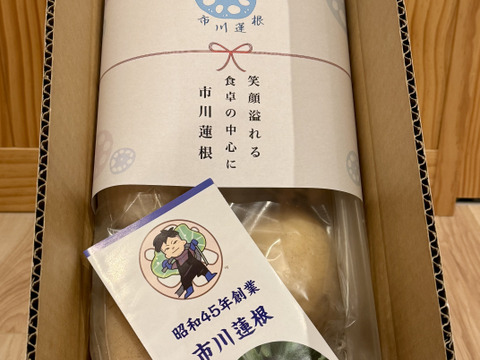 市川蓮根
笑顔溢れる
食卓の中心に
市川蓮根
昭和45年創業
市川蓮根